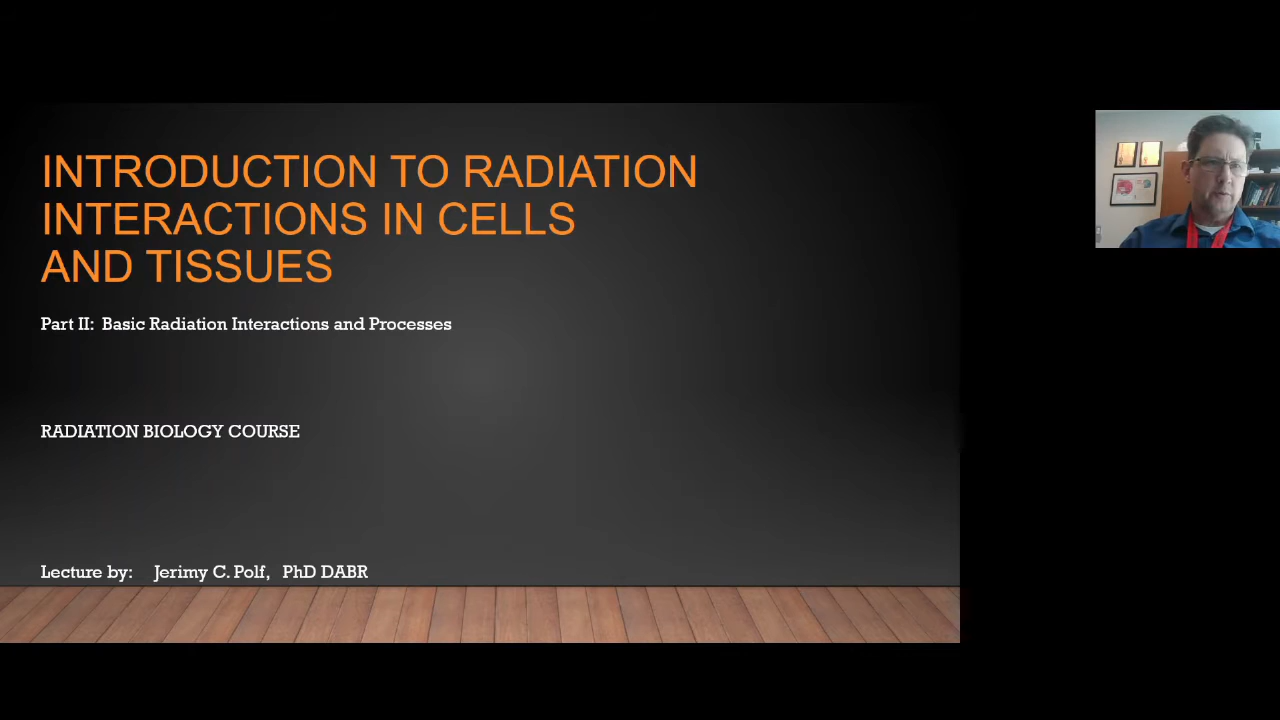 INTRODUCTION TO RADIATION
INTERACTIONS IN CELLS
AND TISSUES
Part II: Basic Radiation Interactions and Processes
RADIATION BIOLOGY COURSE
Lecture by: Jerimy C. Polf, PhD DABR